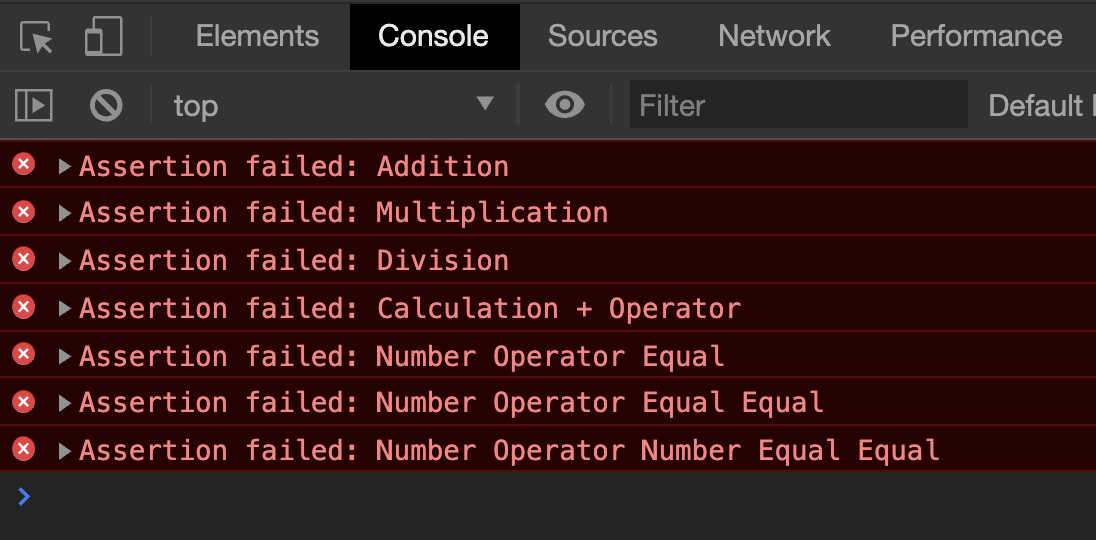 Elements Console Sources Network Performance
top Filter Default
Assertion failed: Addition
Assertion failed: Multiplication
Assertion failed: Division
Assertion failed: Calculation + Operator
Assertion failed: Number Operator Equal
Assertion failed: Number Operator Equal Equal
Assertion failed: Number Operator Number Equal Equal